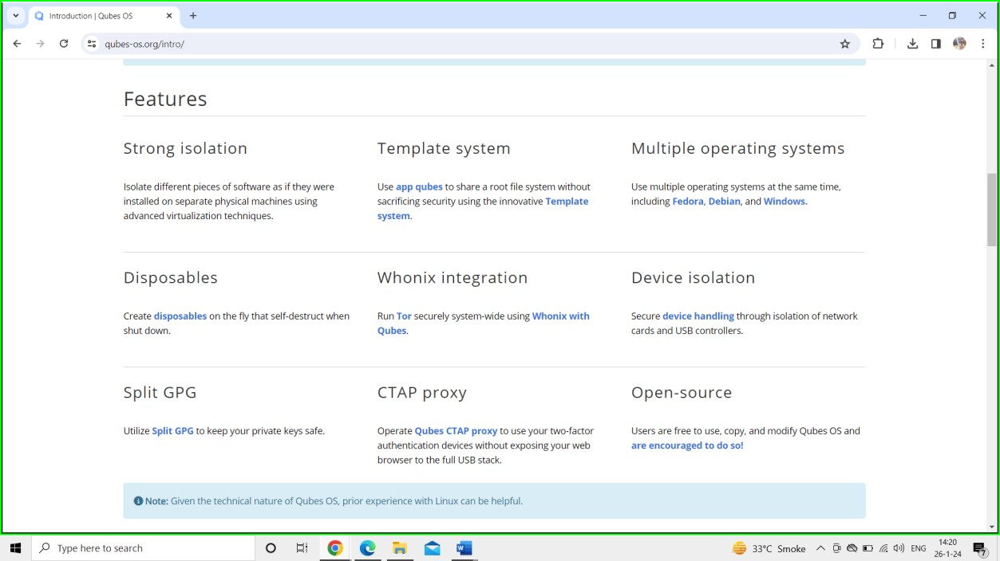 Introduction | Qubes OS
qubes-os.org/intro/
Features
Strong isolation
Isolate different pieces of software as if they were
installed on separate physical machines using
advanced virtualization techniques.
Template system
Use app qubes to share a root file system without
sacrificing security using the innovative Template
system.
Multiple operating systems
Use multiple operating systems at the same time,
including Fedora, Debian, and Windows.
Disposables
Create disposables on the fly that self-destruct when
shut down.
Whonix integration
Run Tor securely system-wide using Whonix with
Qubes.
Device isolation
Secure device handling through isolation of network
cards and USB controllers.
Split GPG
Utilize Split GPG to keep your private keys safe.
CTAP proxy
Operate Qubes CTAP proxy to use your two-factor
authentication devices without exposing your web
browser to the full USB stack.
Open-source
Users are free to use, copy, and modify Qubes OS and
are encouraged to do so!
Note: Given the technical nature of Qubes OS, prior experience with Linux can be helpful.
Type here to search
33°C Smoke
ENG
14:20
26-1-24
7